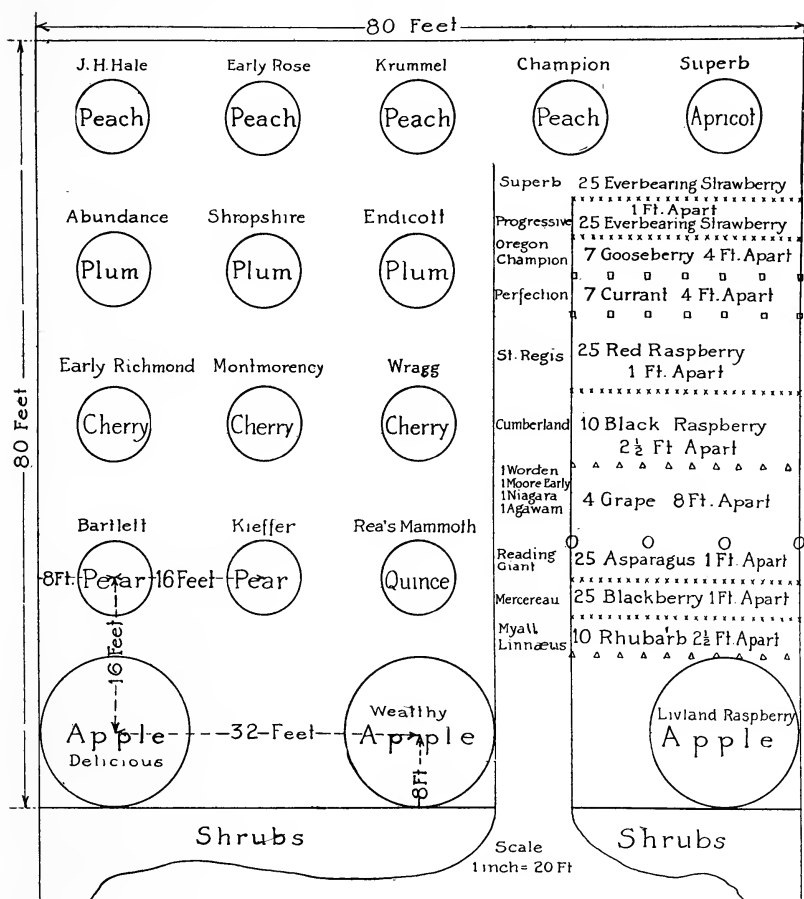 80 Feet
J. H. Hale
Early Rose
Krummel
Champion
Superb
Peach
Peach
Peach
Peach
Apricot
Superb 25 Everbearing Strawberry
1 Ft. Apart
Progressive 25 Everbearing Strawberry
Abundance
Shropshire
Endicott
Plum
Plum
Plum
Oregon
Champion
7 Gooseberry 4 Ft. Apart
Perfection 7 Currant 4 Ft. Apart
80 Feet
Early Richmond
Montmorency
Wragg
Cherry
Cherry
Cherry
St. Regis 25 Red Raspberry
1 Ft. Apart
Cumberland 10 Black Raspberry
2½ Ft Apart
1 Worden
1 Moore Early
1 Niagara
1 Agawam
4 Grape 8 Ft. Apart
Bartlett
Kieffer
Rea's Mammoth
8 Ft. Pear 16 Feet Pear
Quince
Reading
Giant
25 Asparagus 1 Ft. Apart
Mercereau 25 Blackberry 1 Ft. Apart
Myall
Linnæus
10 Rhubarb 2½ Ft. Apart
16 Feet
Apple
Delicious
32 Feet
Wealthy
Apple
8 Ft
Livland Raspberry
Apple
Shrubs
Shrubs
Scale
1 inch = 20 Ft